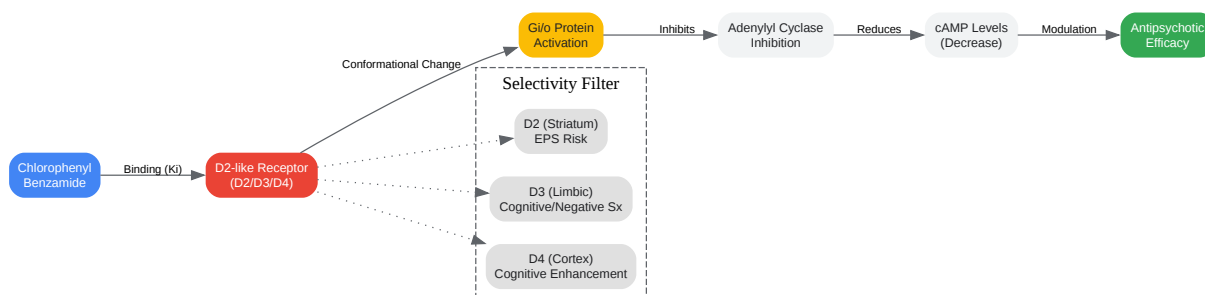 Chlorophenyl
Benzamide
Binding (Ki)
D2-like Receptor
(D2/D3/D4)
Conformational Change
Gi/o Protein
Activation
Inhibits
Adenylyl Cyclase
Inhibition
Reduces
cAMP Levels
(Decrease)
Modulation
Antipsychotic
Efficacy
Selectivity Filter
D2 (Striatum)
EPS Risk
D3 (Limbic)
Cognitive/Negative Sx
D4 (Cortex)
Cognitive Enhancement